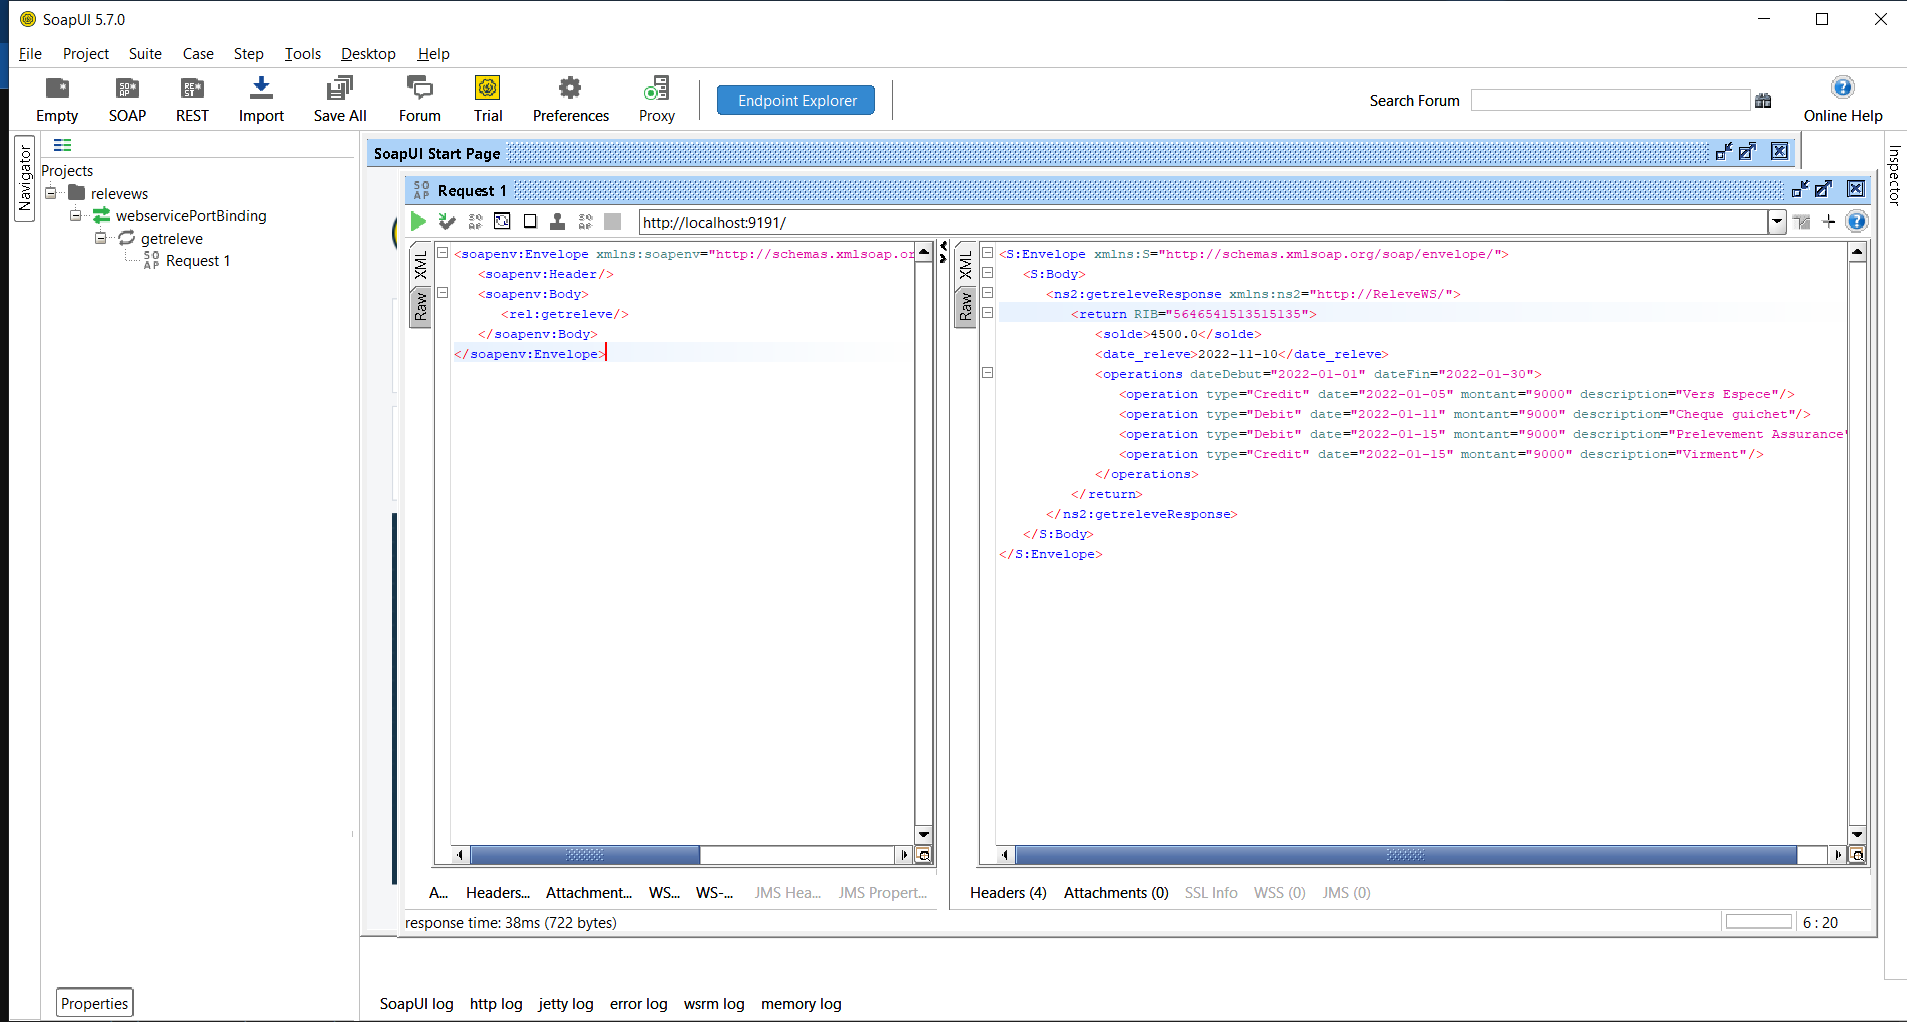 SoapUI 5.7.0
File Project Suite Case Step Tools Desktop Help
Empty SOAP REST Import Save All Forum Trial Preferences Proxy Endpoint Explorer Search Forum Online Help
Navigator
Projects
relevews
webservicePortBinding
getreleve
Request 1
SoapUI Start Page
Request 1
http://localhost:9191/
XML
Raw
<soapenv:Envelope xmlns:soapenv="http://schemas.xmlsoap.or
<soapenv:Header/>
<soapenv:Body>
<rel:getreleve/>
</soapenv:Body>
</soapenv:Envelope>
XML
Raw
<S:Envelope xmlns:S="http://schemas.xmlsoap.org/soap/envelope/">
<S:Body>
<ns2:getreleveResponse xmlns:ns2="http://ReleveWS/">
<return RIB="5646541513515135">
<solde>4500.0</solde>
<date_releve>2022-11-10</date_releve>
<operations dateDebut="2022-01-01" dateFin="2022-01-30">
<operation type="Credit" date="2022-01-05" montant="9000" description="Vers Espece"/>
<operation type="Debit" date="2022-01-11" montant="9000" description="Cheque guichet"/>
<operation type="Debit" date="2022-01-15" montant="9000" description="Prelevement Assurance"
<operation type="Credit" date="2022-01-15" montant="9000" description="Virment"/>
</operations>
</return>
</ns2:getreleveResponse>
</S:Body>
</S:Envelope>
Inspector
A... Headers... Attachment... WS... WS-... JMS Hea... JMS Propert...
Headers (4) Attachments (0) SSL Info WSS (0) JMS (0)
response time: 38ms (722 bytes)
6 : 20
Properties
SoapUI log http log jetty log error log wsrm log memory log